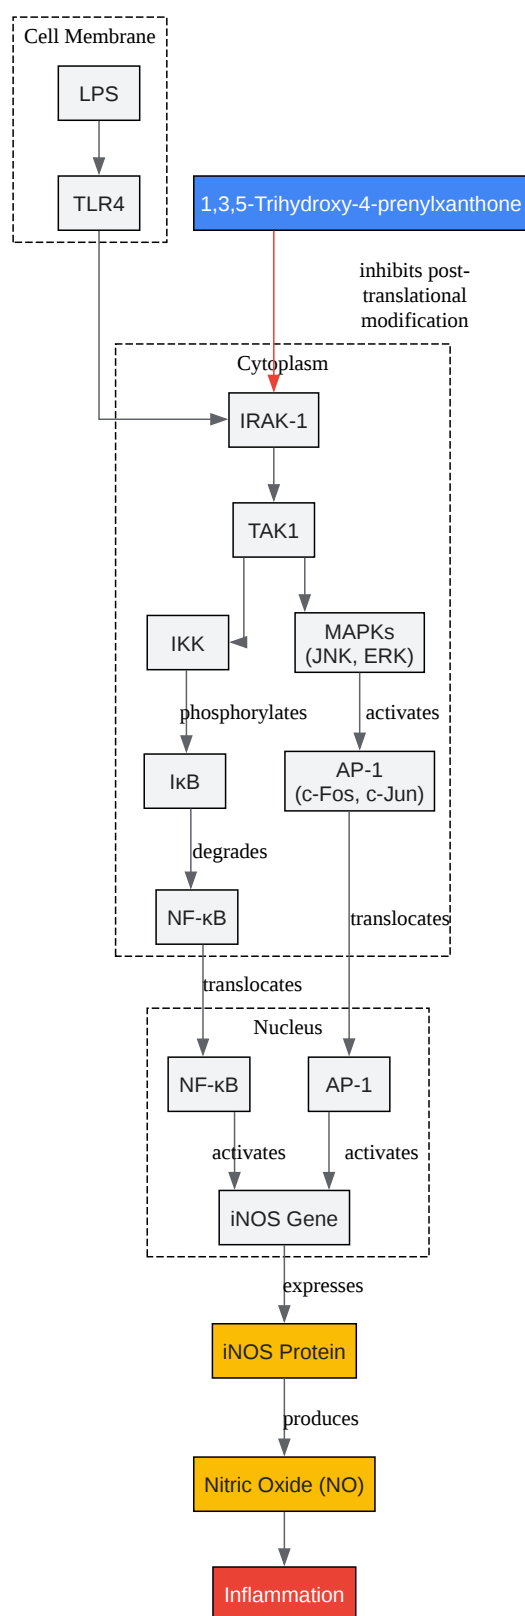 Cell Membrane
LPS
TLR4
1,3,5-Trihydroxy-4-prenylxanthone
inhibits post-
translational
modification
Cytoplasm
IRAK-1
TAK1
IKK
MAPKs
(JNK, ERK)
phosphorylates
activates
IκB
AP-1
(c-Fos, c-Jun)
degrades
NF-κB
translocates
translocates
Nucleus
NF-κB
AP-1
activates
activates
iNOS Gene
expresses
iNOS Protein
produces
Nitric Oxide (NO)
Inflammation